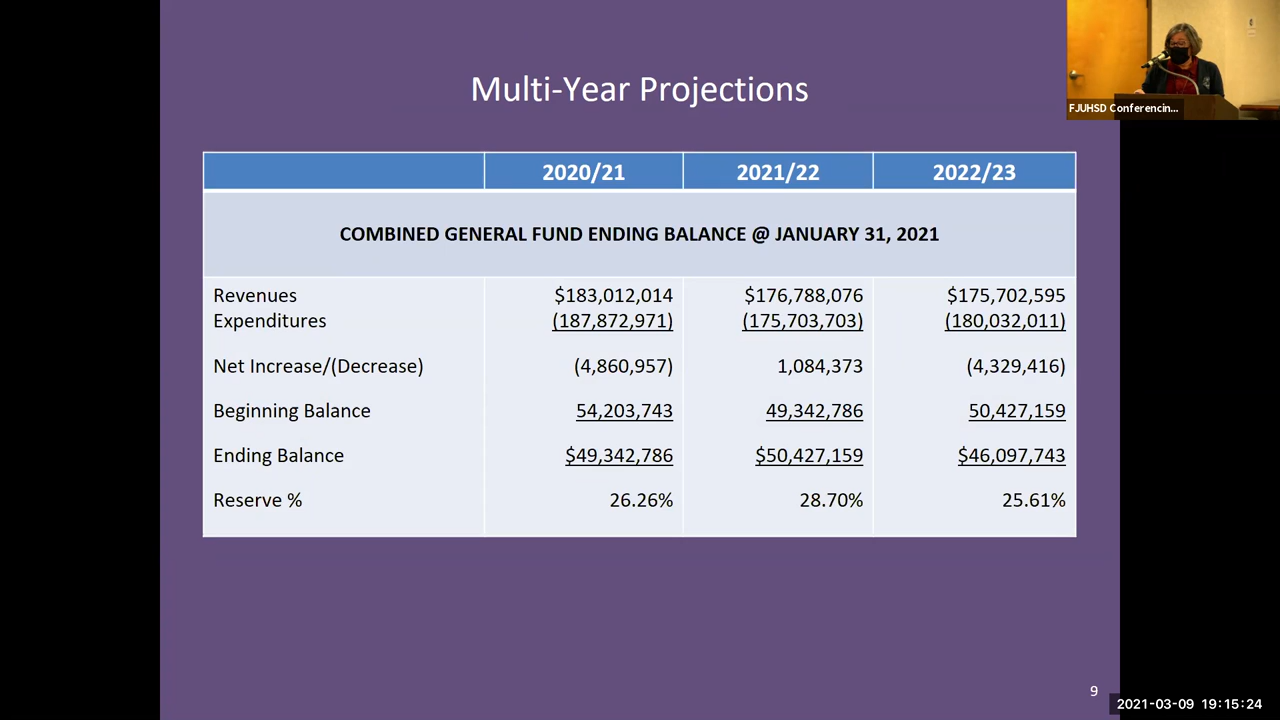 Multi-Year Projections
FJUHSD Conferencin...
2020/21 2021/22 2022/23
COMBINED GENERAL FUND ENDING BALANCE @ JANUARY 31, 2021
Revenues $183,012,014 $176,788,076 $175,702,595
Expenditures (187,872,971) (175,703,703) (180,032,011)
Net Increase/(Decrease) (4,860,957) 1,084,373 (4,329,416)
Beginning Balance 54,203,743 49,342,786 50,427,159
Ending Balance $49,342,786 $50,427,159 $46,097,743
Reserve % 26.26% 28.70% 25.61%
9
2021-03-09 19:15:24